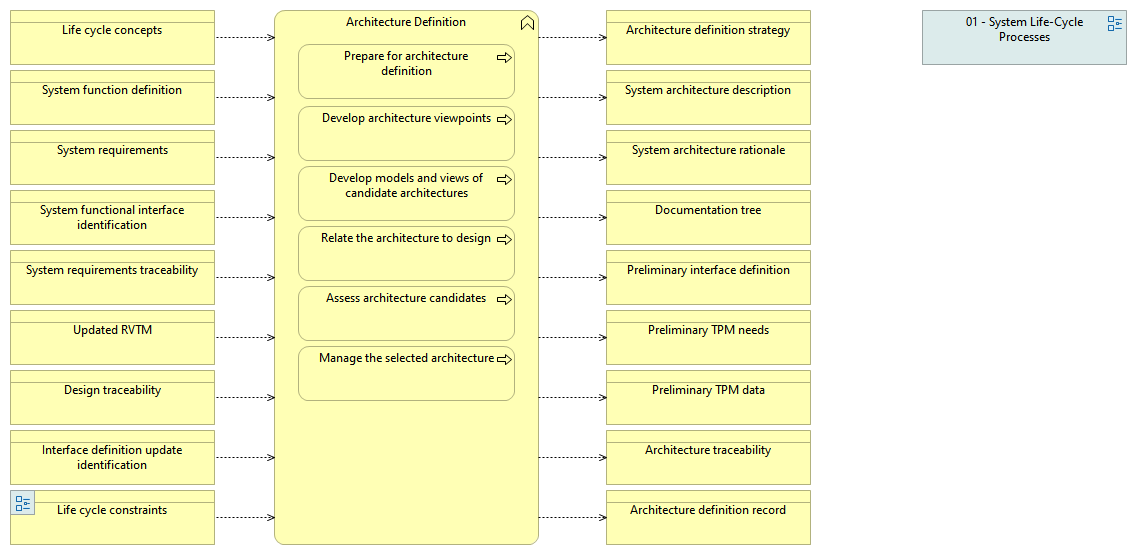 Life cycle concepts
System function definition
System requirements
System functional interface
identification
System requirements traceability
Updated RVTM
Design traceability
Interface definition update
identification
Life cycle constraints
Architecture Definition
Prepare for architecture
definition
Develop architecture viewpoints
Develop models and views of
candidate architectures
Relate the architecture to design
Assess architecture candidates
Manage the selected architecture
Architecture definition strategy
System architecture description
System architecture rationale
Documentation tree
Preliminary interface definition
Preliminary TPM needs
Preliminary TPM data
Architecture traceability
Architecture definition record
01 - System Life-Cycle
Processes